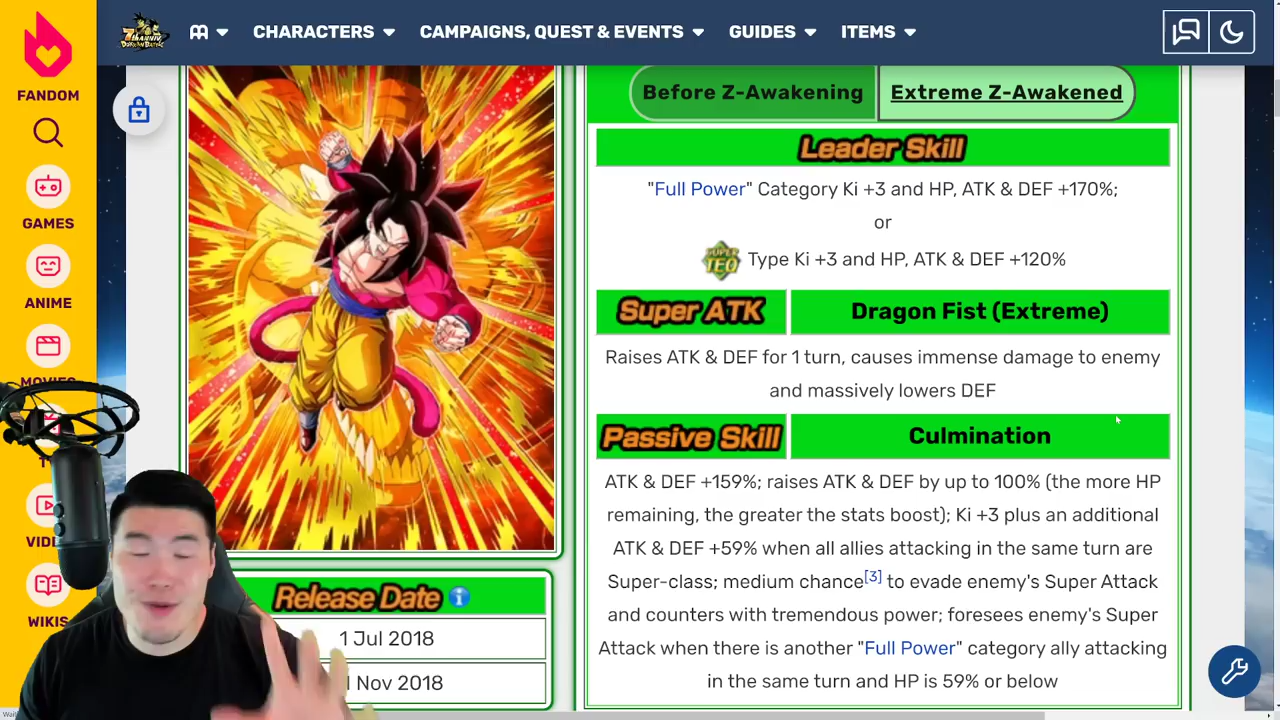 CHARACTERS
CAMPAIGNS, QUEST & EVENTS
GUIDES
ITEMS
FANDOM
GAMES
ANIME
MOVIES
WIKIS
Before Z-Awakening
Extreme Z-Awakened
Leader Skill
"Full Power" Category Ki +3 and HP, ATK & DEF +170%;
or
SUPER TEQ Type Ki +3 and HP, ATK & DEF +120%
Super ATK
Dragon Fist (Extreme)
Raises ATK & DEF for 1 turn, causes immense damage to enemy
and massively lowers DEF
Passive Skill
Culmination
ATK & DEF +159%; raises ATK & DEF by up to 100% (the more HP
remaining, the greater the stats boost); Ki +3 plus an additional
ATK & DEF +59% when all allies attacking in the same turn are
Super-class; medium chance[3] to evade enemy's Super Attack
and counters with tremendous power; foresees enemy's Super
Attack when there is another "Full Power" category ally attacking
in the same turn and HP is 59% or below
Release Date
1 Jul 2018
Nov 2018